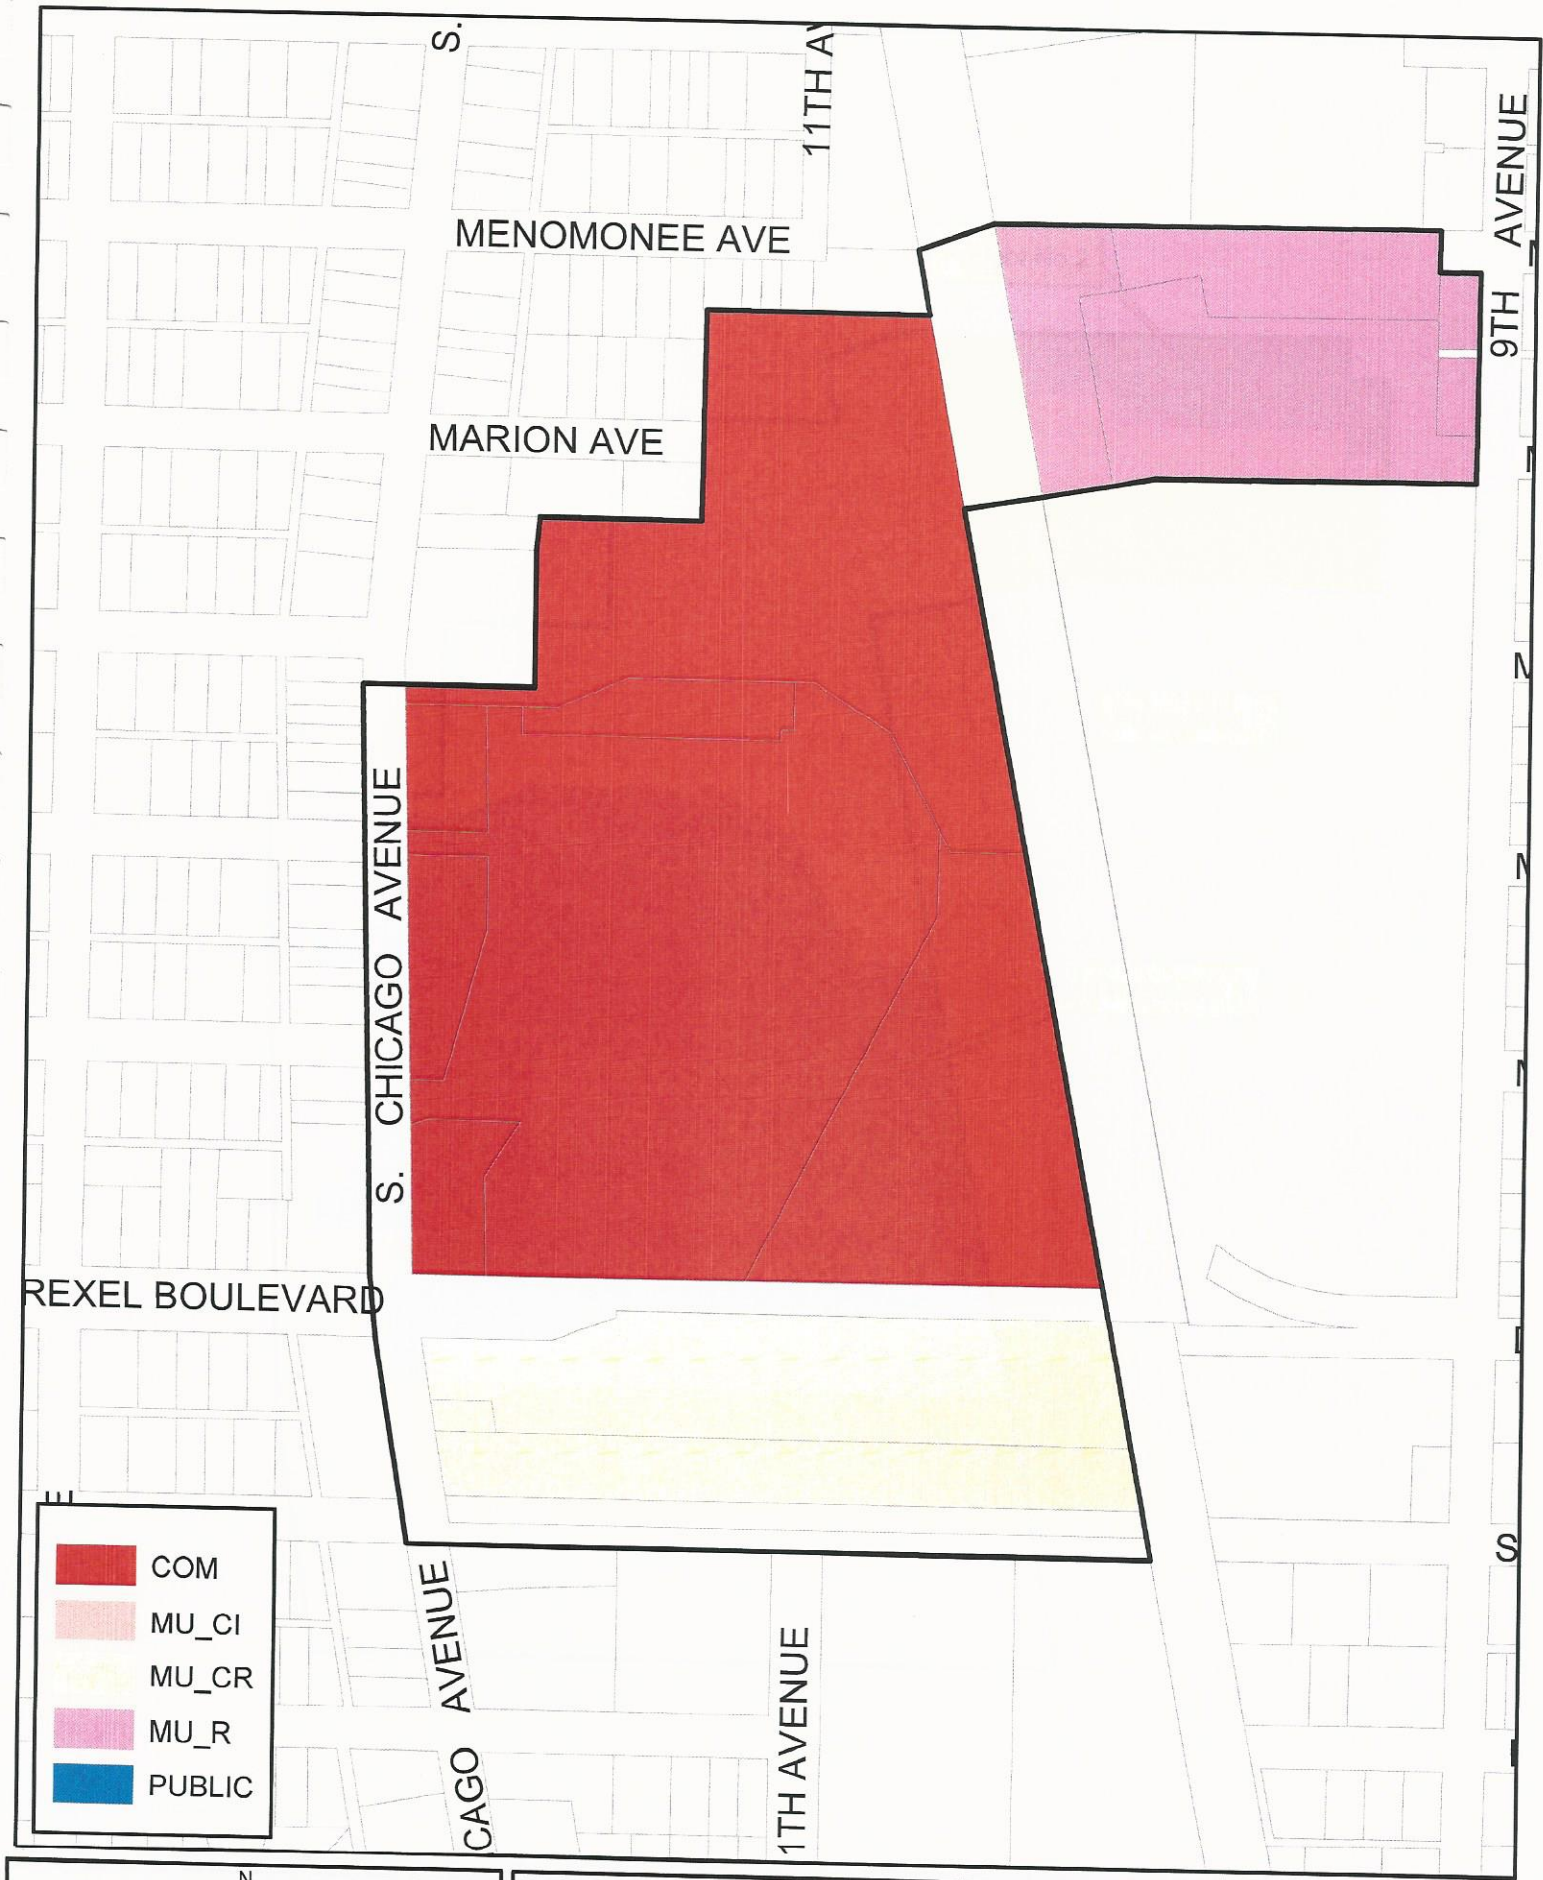 S.
11TH AV
AVENUE
9TH
MENOMONEE AVE
MARION AVE
S. CHICAGO AVENUE
REXEL BOULEVARD
S
E
COM
MU_CI
MU_CR
MU_R
PUBLIC
AVENUE
CAGO
1TH AVENUE
N